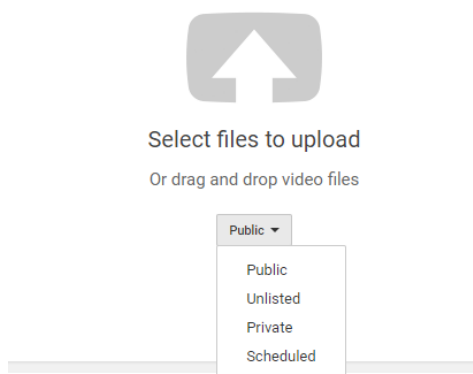 Select files to upload
Or drag and drop video files
Public
Public
Unlisted
Private
Scheduled